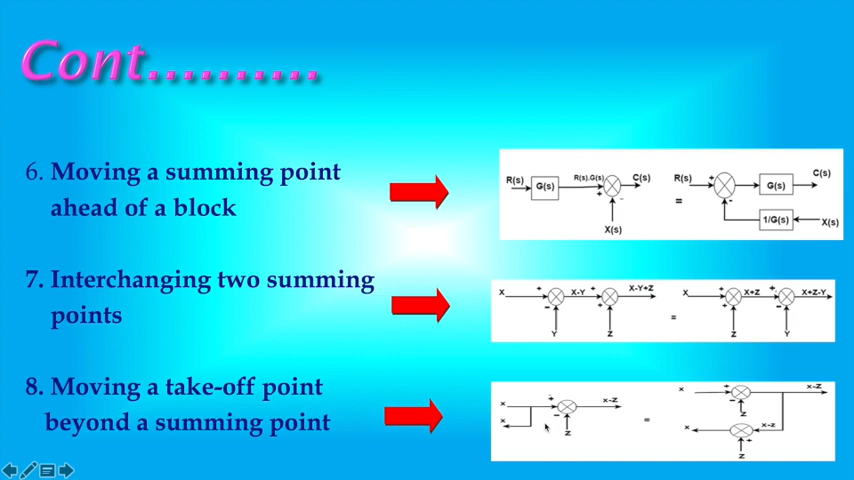 Cont..........
6. Moving a summing point
ahead of a block
R(s) G(s) R(s).G(s) + - C(s) X(s) = R(s) + - G(s) C(s) 1/G(s) X(s)
7. Interchanging two summing
points
X + - X-Y + + X-Y+Z Y Z = X + + X+Z + - X+Z-Y Z Y
8. Moving a take-off point
beyond a summing point
x x + - x-Z Z = x + - x-Z Z x x-z + Z